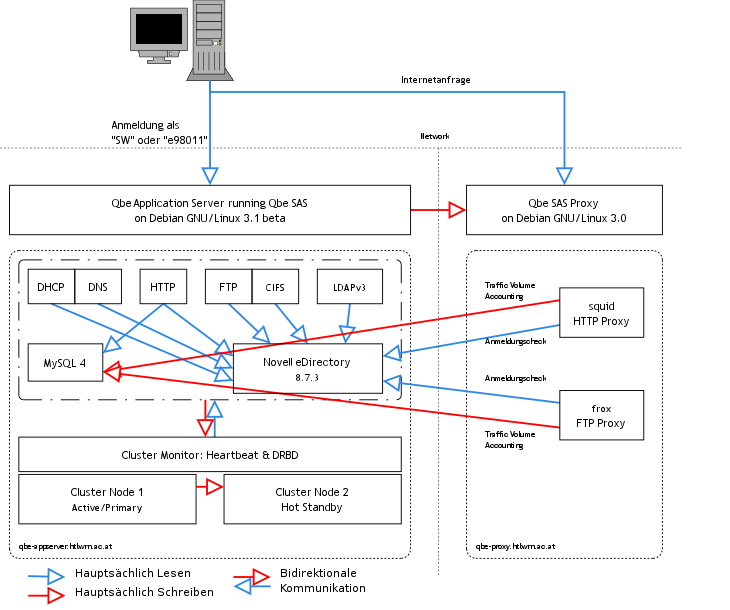 Internetanfrage
Anmeldung als
"SW" oder "e98011"
Network
Qbe Application Server running Qbe SAS
on Debian GNU/Linux 3.1 beta
Qbe SAS Proxy
on Debian GNU/Linux 3.0
DHCP
DNS
HTTP
FTP
CIFS
LDAPv3
MySQL 4
Novell eDirectory
8.7.3
Traffic Volume
Accounting
squid
HTTP Proxy
Anmeldungscheck
Anmeldungscheck
frox
FTP Proxy
Traffic Volume
Accounting
Cluster Monitor: Heartbeat & DRBD
Cluster Node 1
Active/Primary
Cluster Node 2
Hot Standby
qbe-appserver.htlwrn.ac.at
qbe-proxy.htlwrn.ac.at
Hauptsächlich Lesen
Hauptsächlich Schreiben
Bidirektionale
Kommunikation